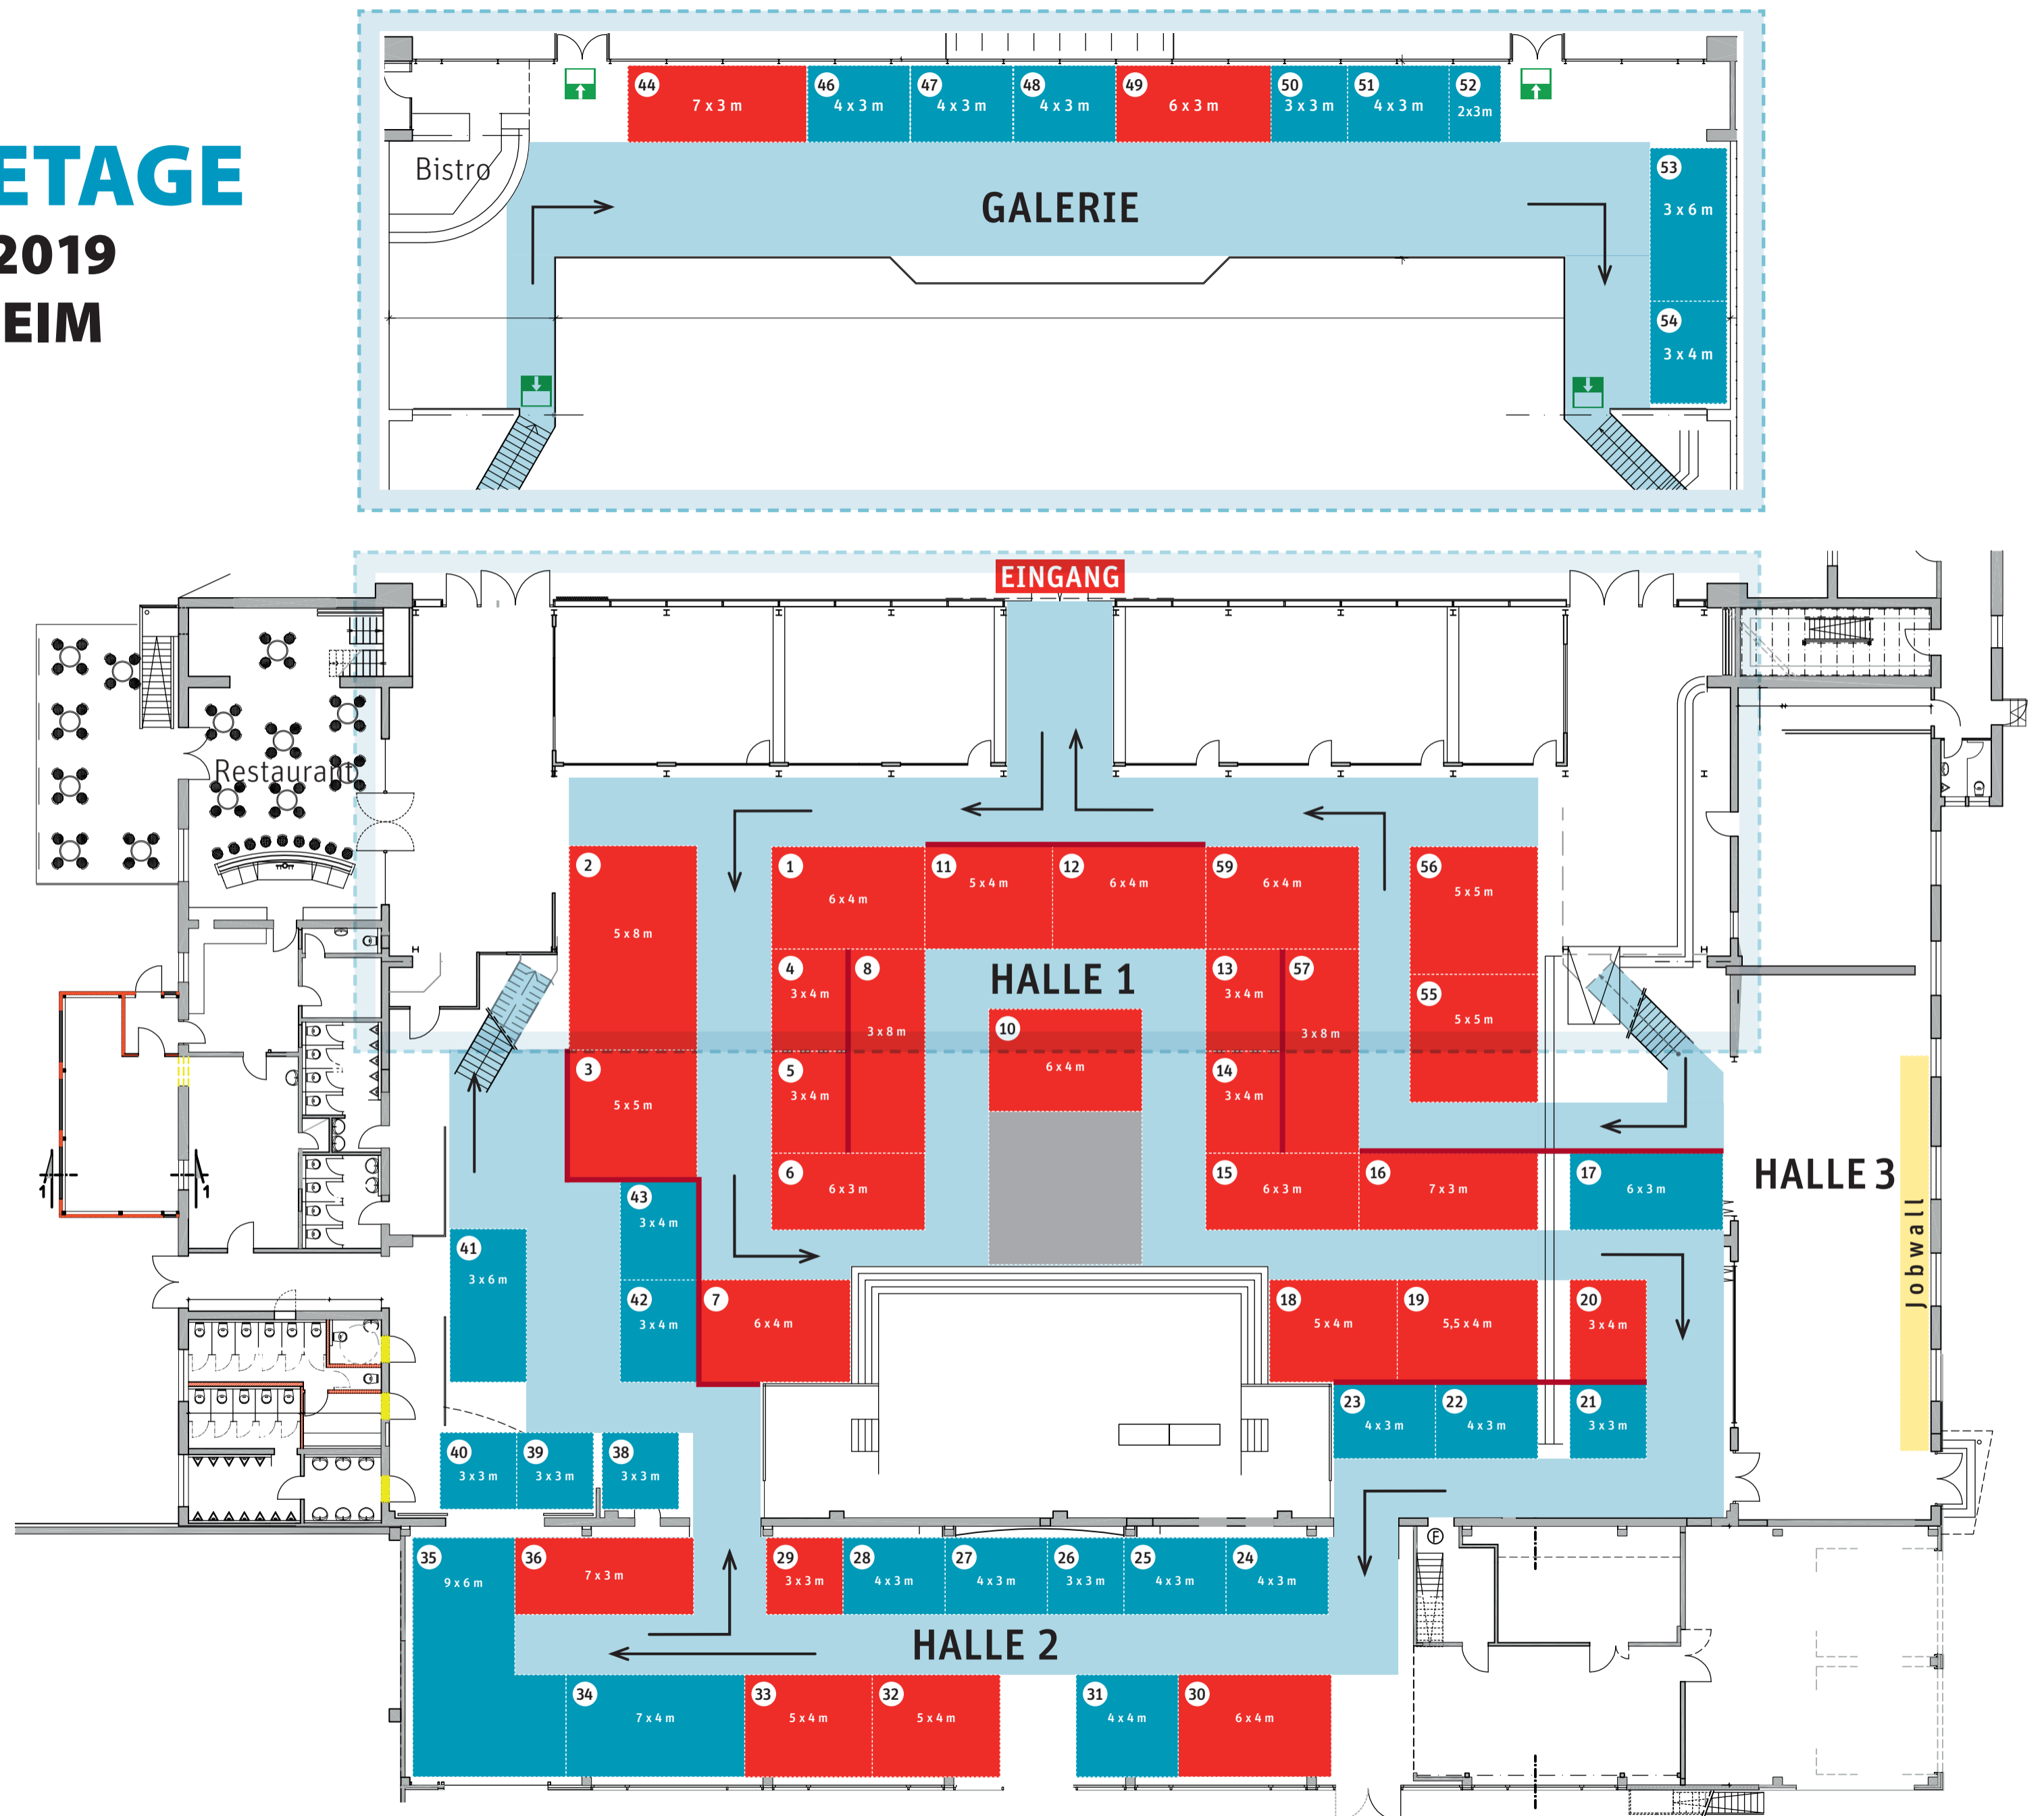 ETAGE
2019
EIM
44
7 x 3 m
46
4 x 3 m
47
4 x 3 m
48
4 x 3 m
49
6 x 3 m
50
3 x 3 m
51
4 x 3 m
52
2x3m
Bistro
GALERIE
53
3 x 6 m
54
3 x 4 m
EINGANG
Restaurant
2
5 x 8 m
1
6 x 4 m
11
5 x 4 m
12
6 x 4 m
59
6 x 4 m
56
5 x 5 m
4
3 x 4 m
8
3 x 8 m
HALLE 1
13
3 x 4 m
57
3 x 8 m
55
5 x 5 m
10
6 x 4 m
3
5 x 5 m
5
3 x 4 m
14
3 x 4 m
6
6 x 3 m
15
6 x 3 m
16
7 x 3 m
17
6 x 3 m
HALLE 3
Jobwall
1
1
43
3 x 4 m
41
3 x 6 m
42
3 x 4 m
7
6 x 4 m
18
5 x 4 m
19
5,5 x 4 m
20
3 x 4 m
23
4 x 3 m
22
4 x 3 m
21
3 x 3 m
40
3 x 3 m
39
3 x 3 m
38
3 x 3 m
F
35
9 x 6 m
36
7 x 3 m
29
3 x 3 m
28
4 x 3 m
27
4 x 3 m
26
3 x 3 m
25
4 x 3 m
24
4 x 3 m
HALLE 2
34
7 x 4 m
33
5 x 4 m
32
5 x 4 m
31
4 x 4 m
30
6 x 4 m